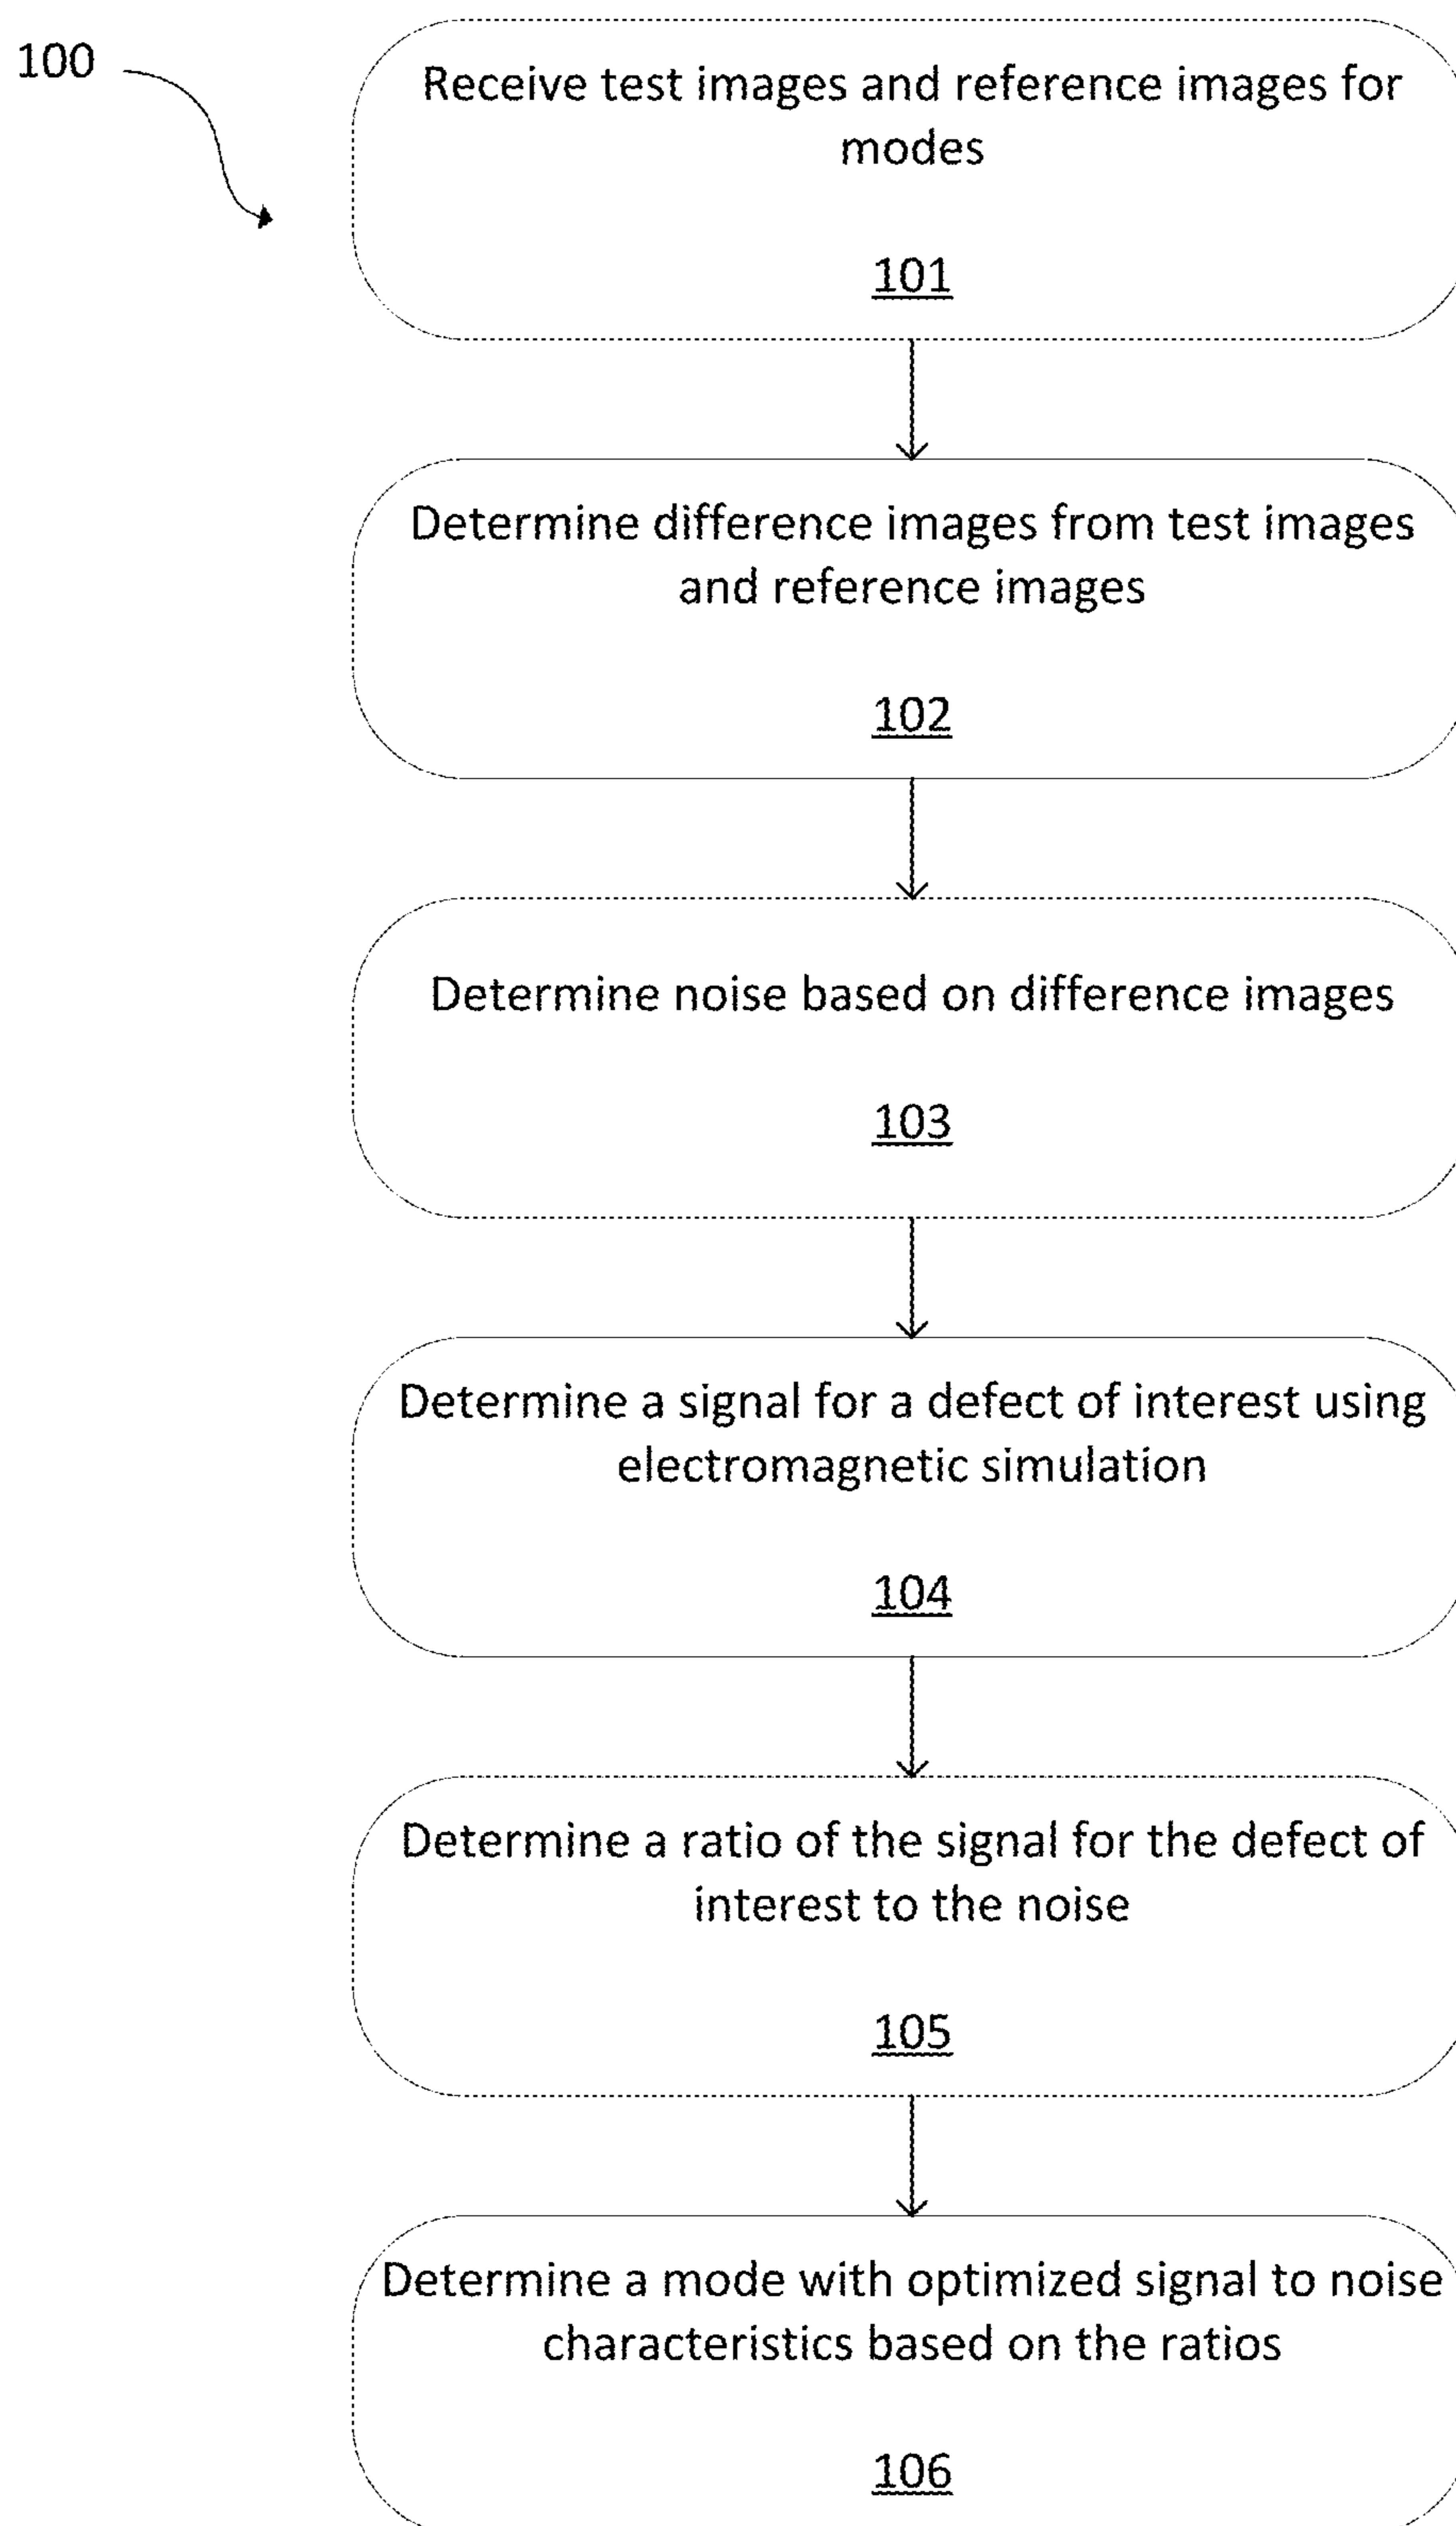 100
Receive test images and reference images for
modes
101
Determine difference images from test images
and reference images
102
Determine noise based on difference images
103
Determine a signal for a defect of interest using
electromagnetic simulation
104
Determine a ratio of the signal for the defect of
interest to the noise
105
Determine a mode with optimized signal to noise
characteristics based on the ratios
106